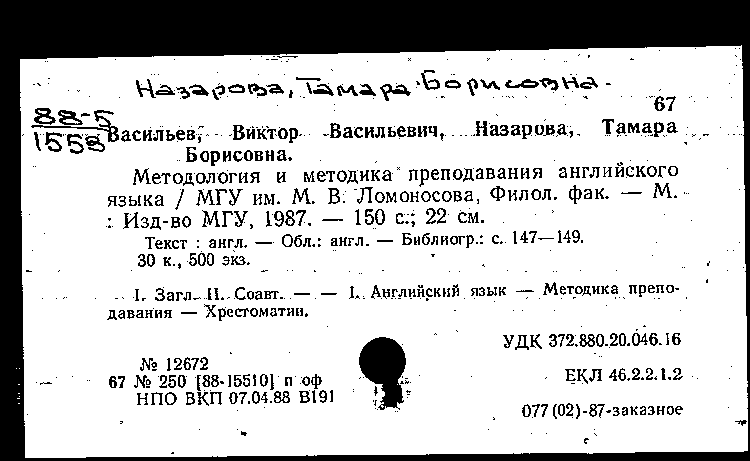 Назарова, Тамара Борисовна.
67
88-5
1553
Васильев, Виктор Васильевич, Назарова, Тамара
Борисовна.
Методология и методика преподавания английского
языка / МГУ им. М. В. Ломоносова, Филол. фак. — М.
: Изд-во МГУ, 1987. — 150 с.; 22 см.
Текст : англ. — Обл.: англ. — Библиогр.: с. 147—149.
30 к., 500 экз.
I. Загл. II. Соавт. — — 1. Английский язык — Методика препо-
давания — Хрестоматии.
УДК 372.880.20.046.16
№ 12672
67 № 250 [88-15510] п оф
ЕКЛ 46.2.2.1.2
НПО ВКП 07.04.88 В191
077(02)-87-заказное